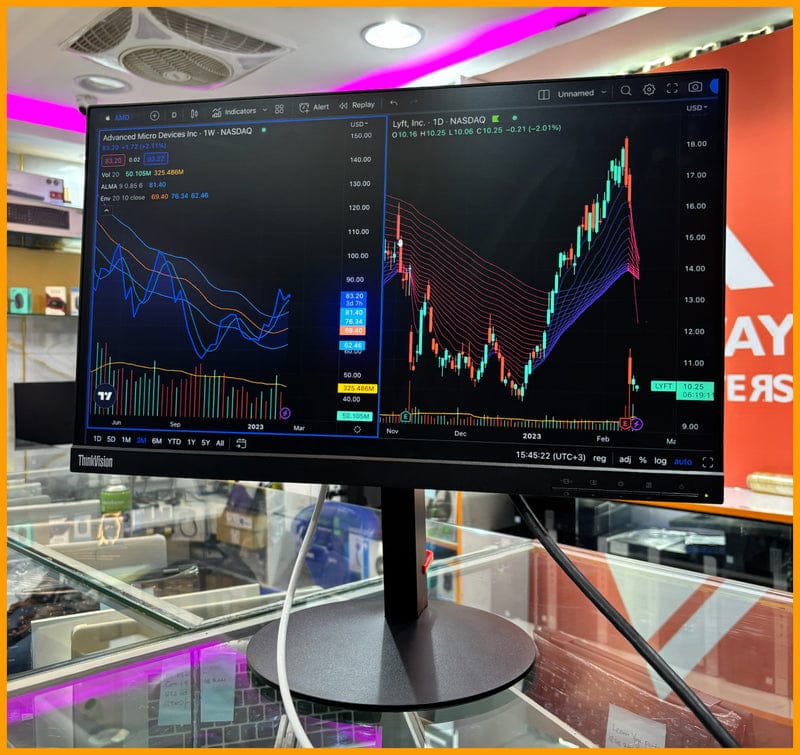 AMD
D
Indicators
Alert
Replay
Unnamed
Advanced Micro Devices Inc · 1W · NASDAQ
83.20 +1.72 (+2.11%)
83.20 0.02 83.22
Vol 20 50.105M 325.486M
ALMA 9 0.85 6 81.40
Env 20 10 close 69.40 76.34 62.46
USD
150.00
140.00
130.00
120.00
110.00
100.00
90.00
83.20
3d 7h
81.40
76.34
69.40
62.46
60.00
50.00
325.486M
40.00
50.105M
Jun Sep 2023 Mar
1D 5D 1M 3M 6M YTD 1Y 5Y All
Lyft, Inc. · 1D · NASDAQ
O10.16 H10.25 L10.06 C10.25 −0.21 (−2.01%)
USD
18.00
17.00
16.00
15.00
14.00
13.00
12.00
11.00
LYFT 10.25
06:19:11
9.00
E
E
Nov Dec 2023 Feb Ma
15:45:22 (UTC+3) reg adj % log auto
ThinkVision
WAY
ERS